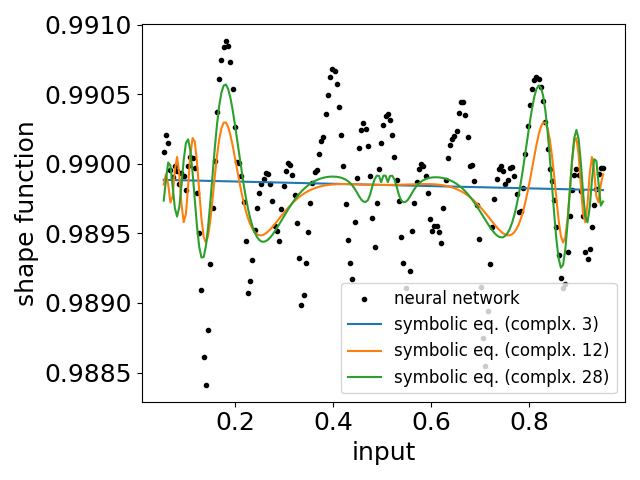 0.9910
0.9905
0.9900
0.9895
0.9890
0.9885
shape function
neural network
symbolic eq. (complx. 3)
symbolic eq. (complx. 12)
symbolic eq. (complx. 28)
0.2 0.4 0.6 0.8
input